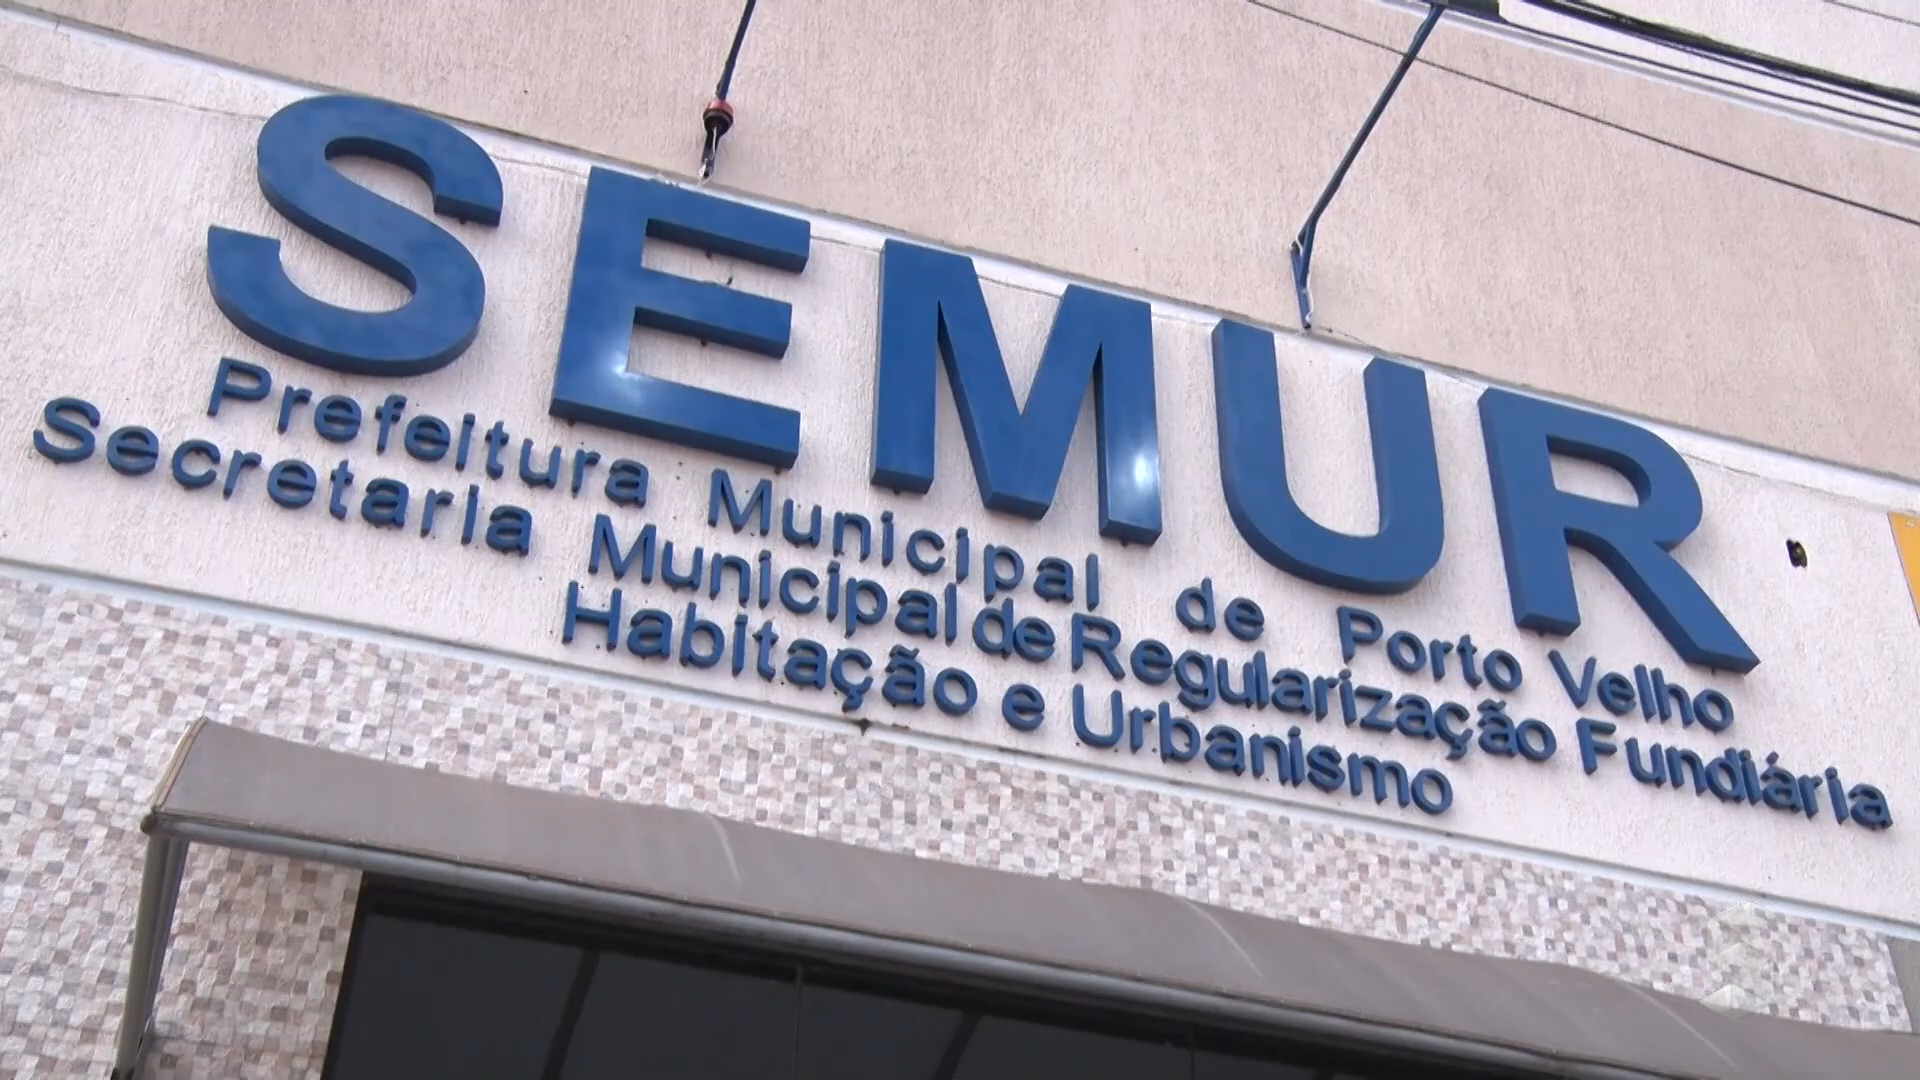 SEMUR
Prefeitura Municipal de Porto Velho
Secretaria Municipal de Regularização Fundiária
Habitação e Urbanismo